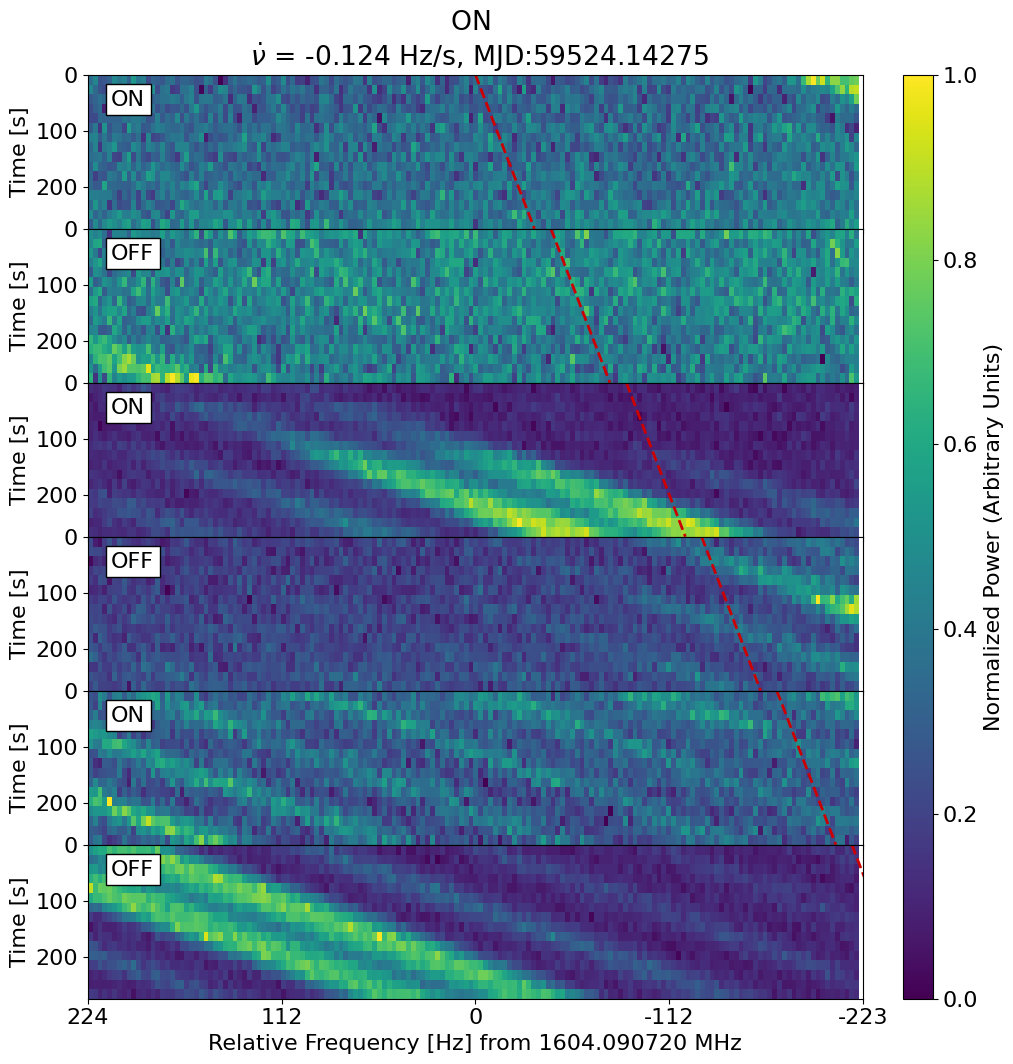 ON
ν̇ = -0.124 Hz/s, MJD:59524.14275
0
100
200
Time [s]
ON
0
100
200
Time [s]
OFF
0
100
200
Time [s]
ON
0
100
200
Time [s]
OFF
0
100
200
Time [s]
ON
0
100
200
Time [s]
OFF
224 112 0 -112 -223
Relative Frequency [Hz] from 1604.090720 MHz
1.0
0.8
0.6
0.4
0.2
0.0
Normalized Power (Arbitrary Units)